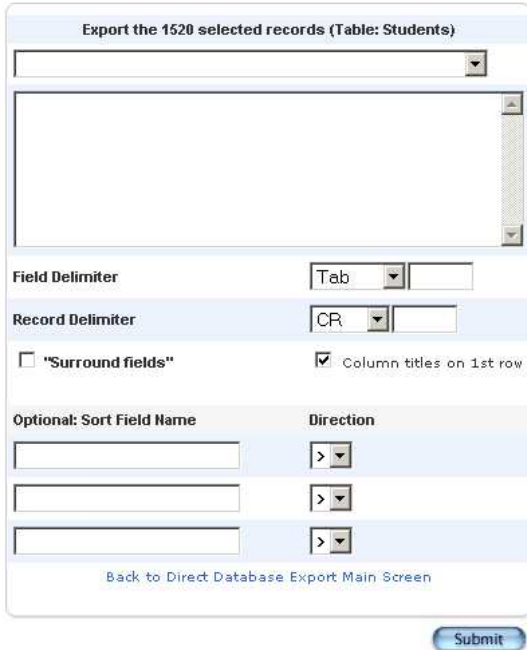 Export the 1520 selected records (Table: Students)
Field Delimiter Tab
Record Delimiter CR
"Surround fields" Column titles on 1st row
Optional: Sort Field Name Direction
>
>
>
Back to Direct Database Export Main Screen
Submit